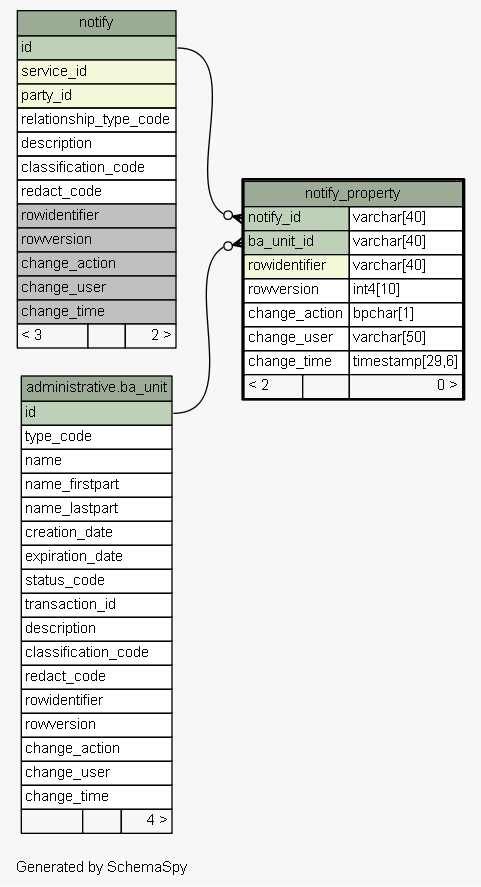 notify
id
service_id
party_id
relationship_type_code
description
classification_code
redact_code
rowidentifier
rowversion
change_action
change_user
change_time
< 3 2 >
notify_property
notify_id varchar[40]
ba_unit_id varchar[40]
rowidentifier varchar[40]
rowversion int4[10]
change_action bpchar[1]
change_user varchar[50]
change_time timestamp[29,6]
< 2 0 >
administrative.ba_unit
id
type_code
name
name_firstpart
name_lastpart
creation_date
expiration_date
status_code
transaction_id
description
classification_code
redact_code
rowidentifier
rowversion
change_action
change_user
change_time
4 >
Generated by SchemaSpy